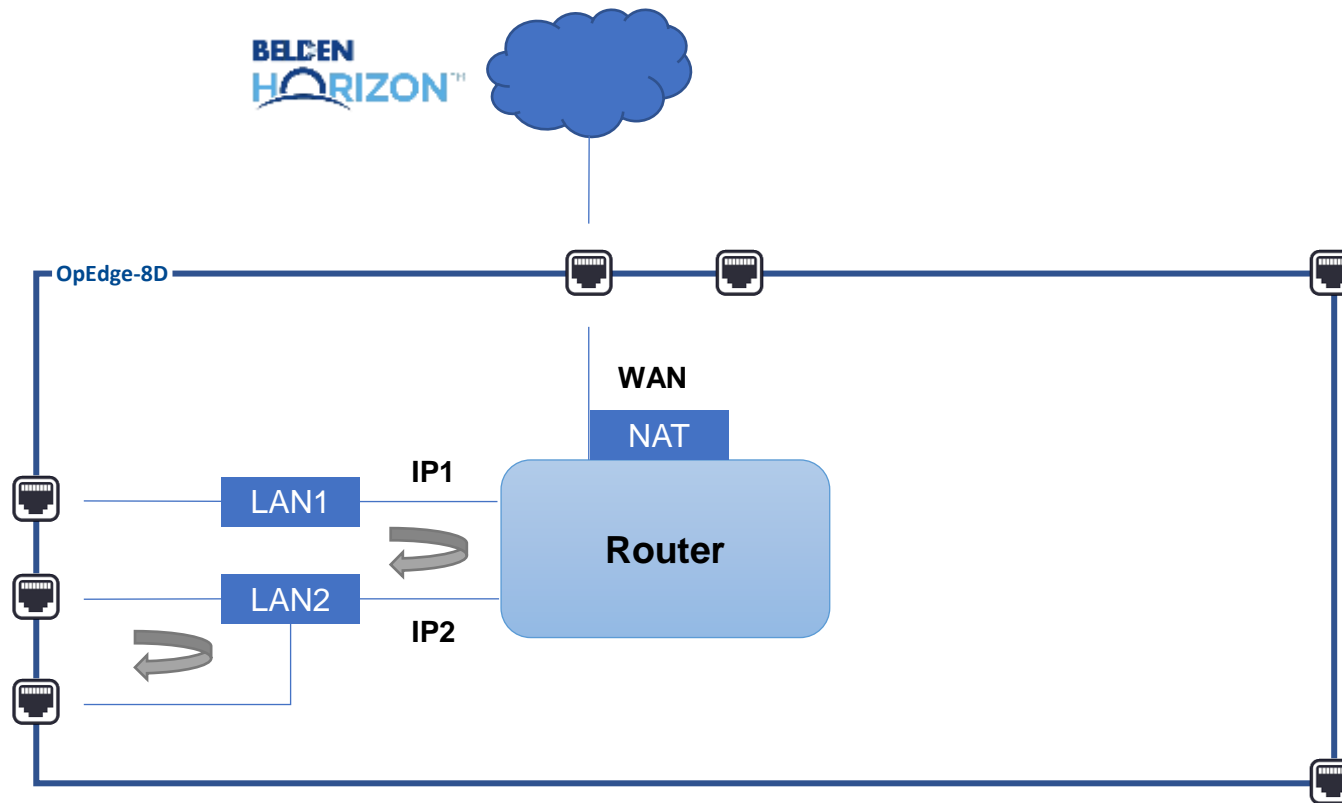 BELDEN
HORIZON™
OpEdge-8D
WAN
NAT
IP1
LAN1
Router
LAN2
IP2